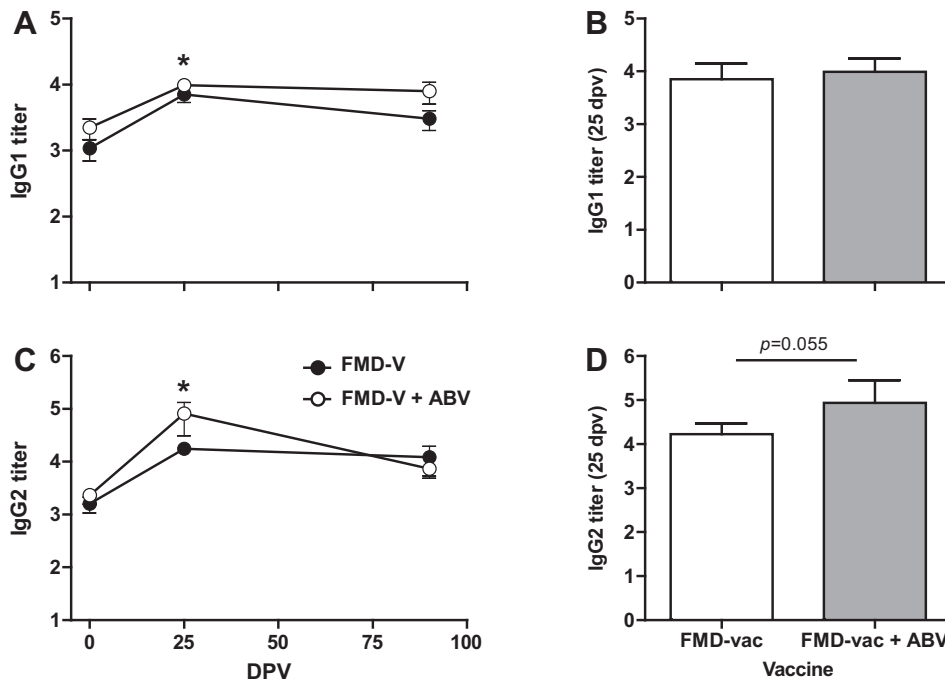 A
5
4
3
2
1
IgG1 titer
*
B
5
4
3
2
1
0
IgG1 titer (25 dpv)
C
6
5
4
3
2
1
IgG2 titer
*
FMD-V
FMD-V + ABV
0 25 50 75 100
DPV
D
6
5
4
3
2
1
0
IgG2 titer (25 dpv)
p=0.055
FMD-vac FMD-vac + ABV
Vaccine